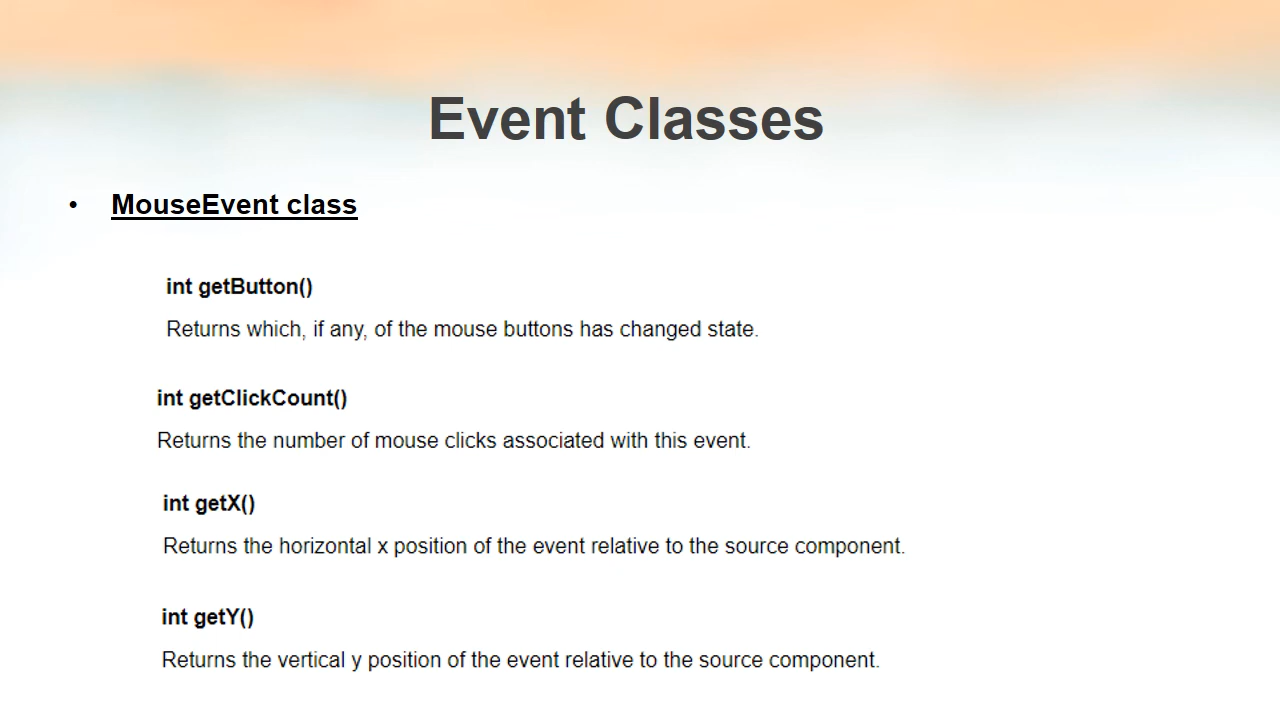 Event Classes
• MouseEvent class
int getButton()
Returns which, if any, of the mouse buttons has changed state.
int getClickCount()
Returns the number of mouse clicks associated with this event.
int getX()
Returns the horizontal x position of the event relative to the source component.
int getY()
Returns the vertical y position of the event relative to the source component.